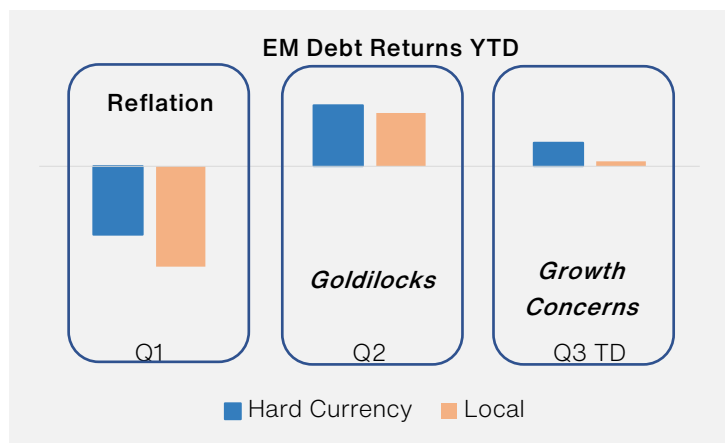 EM Debt Returns YTD
Reflation
Goldilocks
Growth
Concerns
Q1
Q2
Q3 TD
Hard Currency
Local